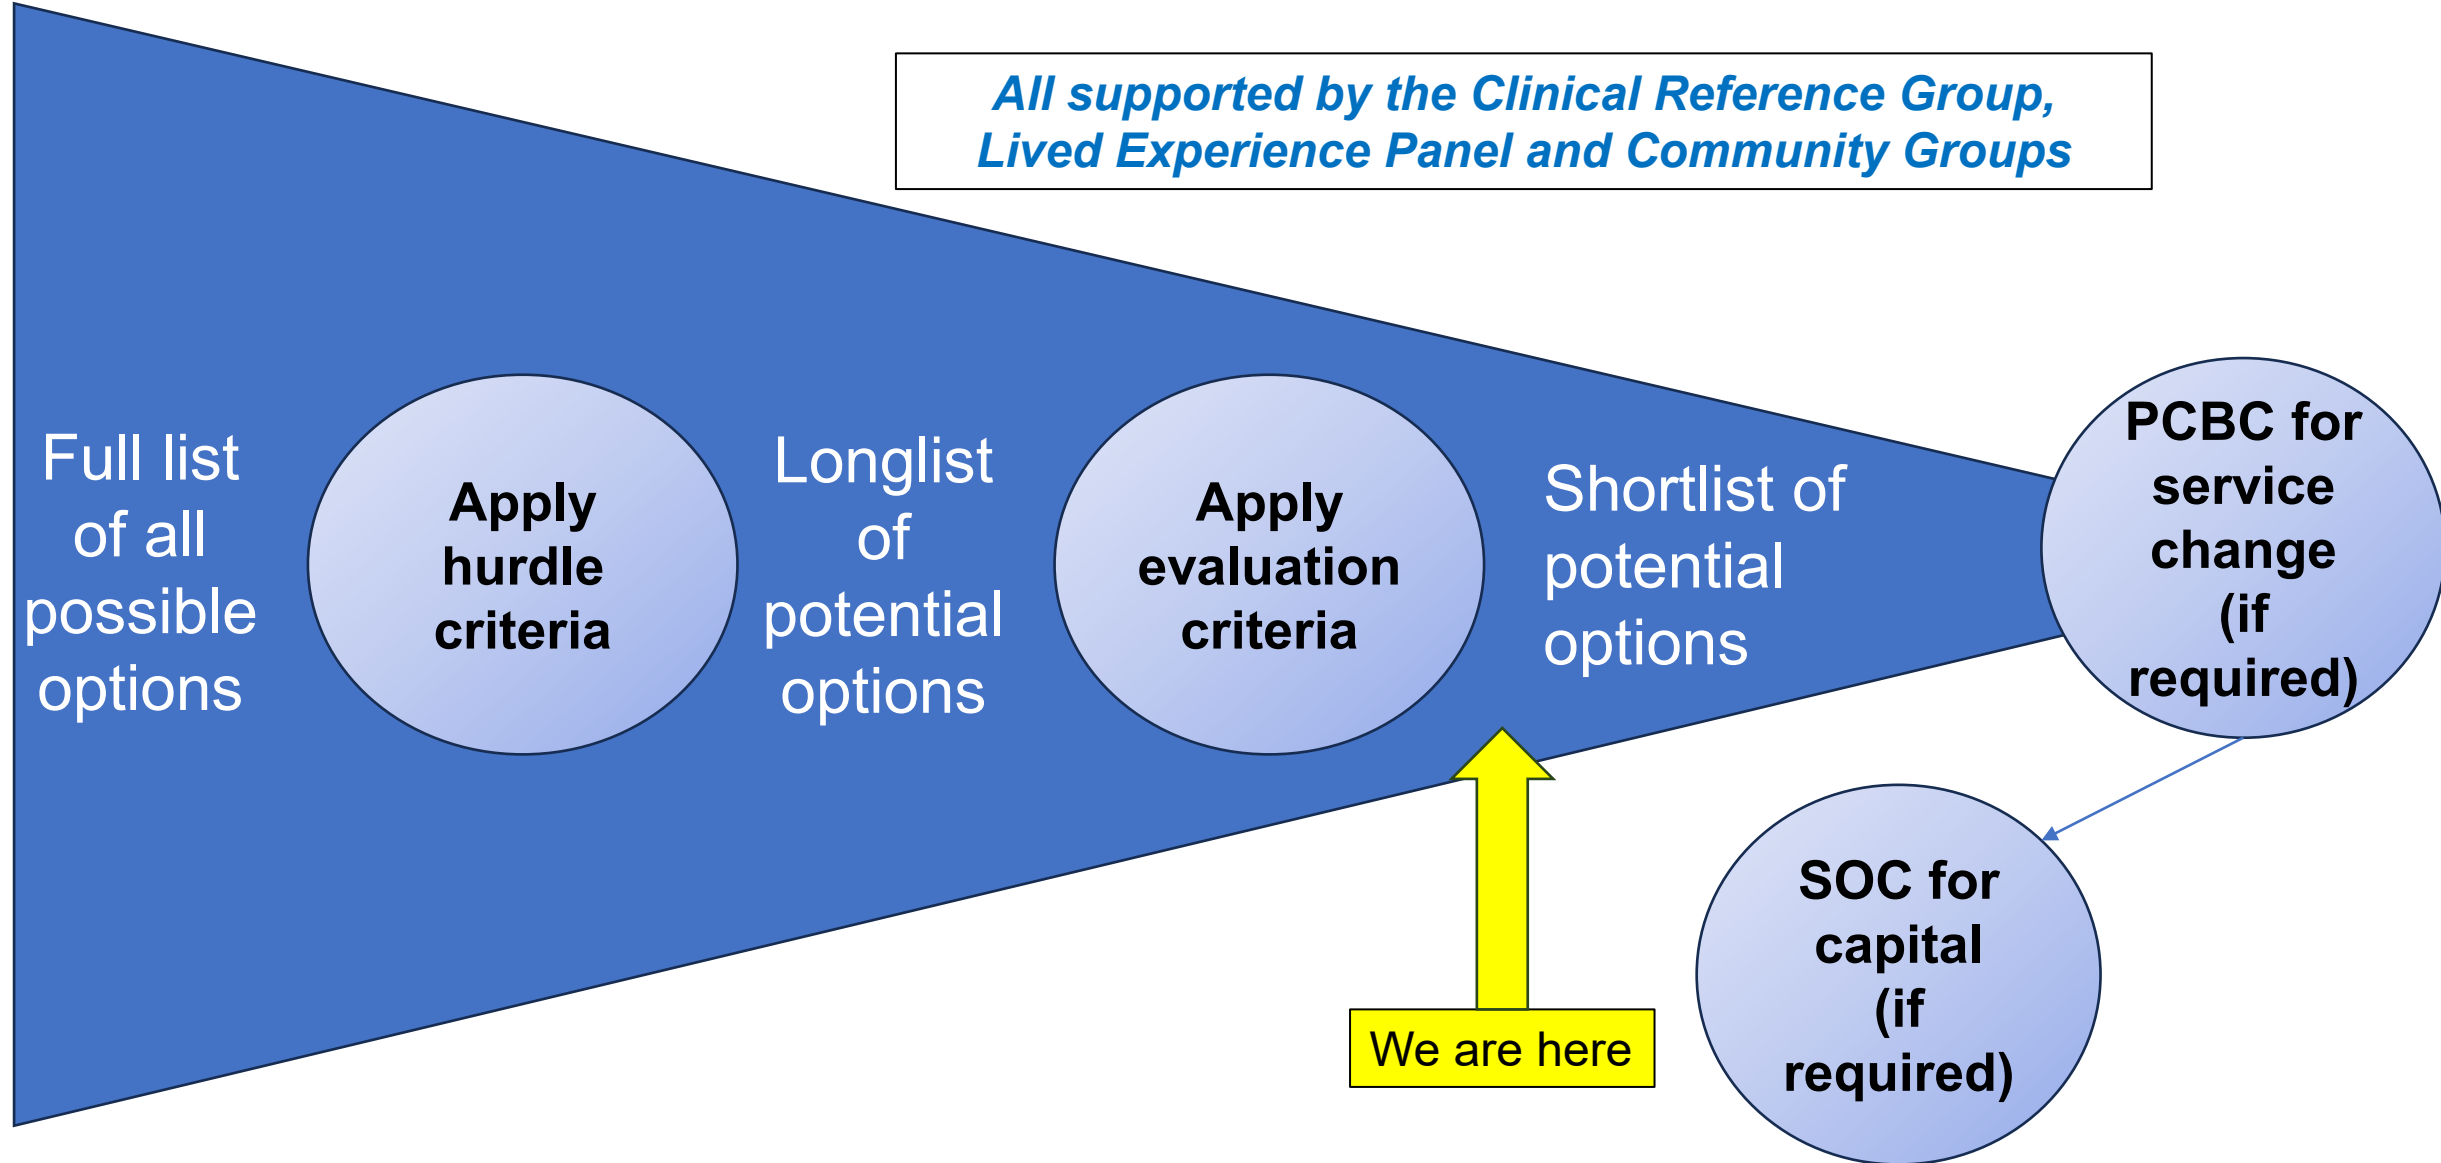 All supported by the Clinical Reference Group,
Lived Experience Panel and Community Groups
Full list
of all
possible
options
Apply
hurdle
criteria
Longlist
of
potential
options
Apply
evaluation
criteria
Shortlist of
potential
options
PCBC for
service
change
(if
required)
SOC for
capital
(if
required)
We are here